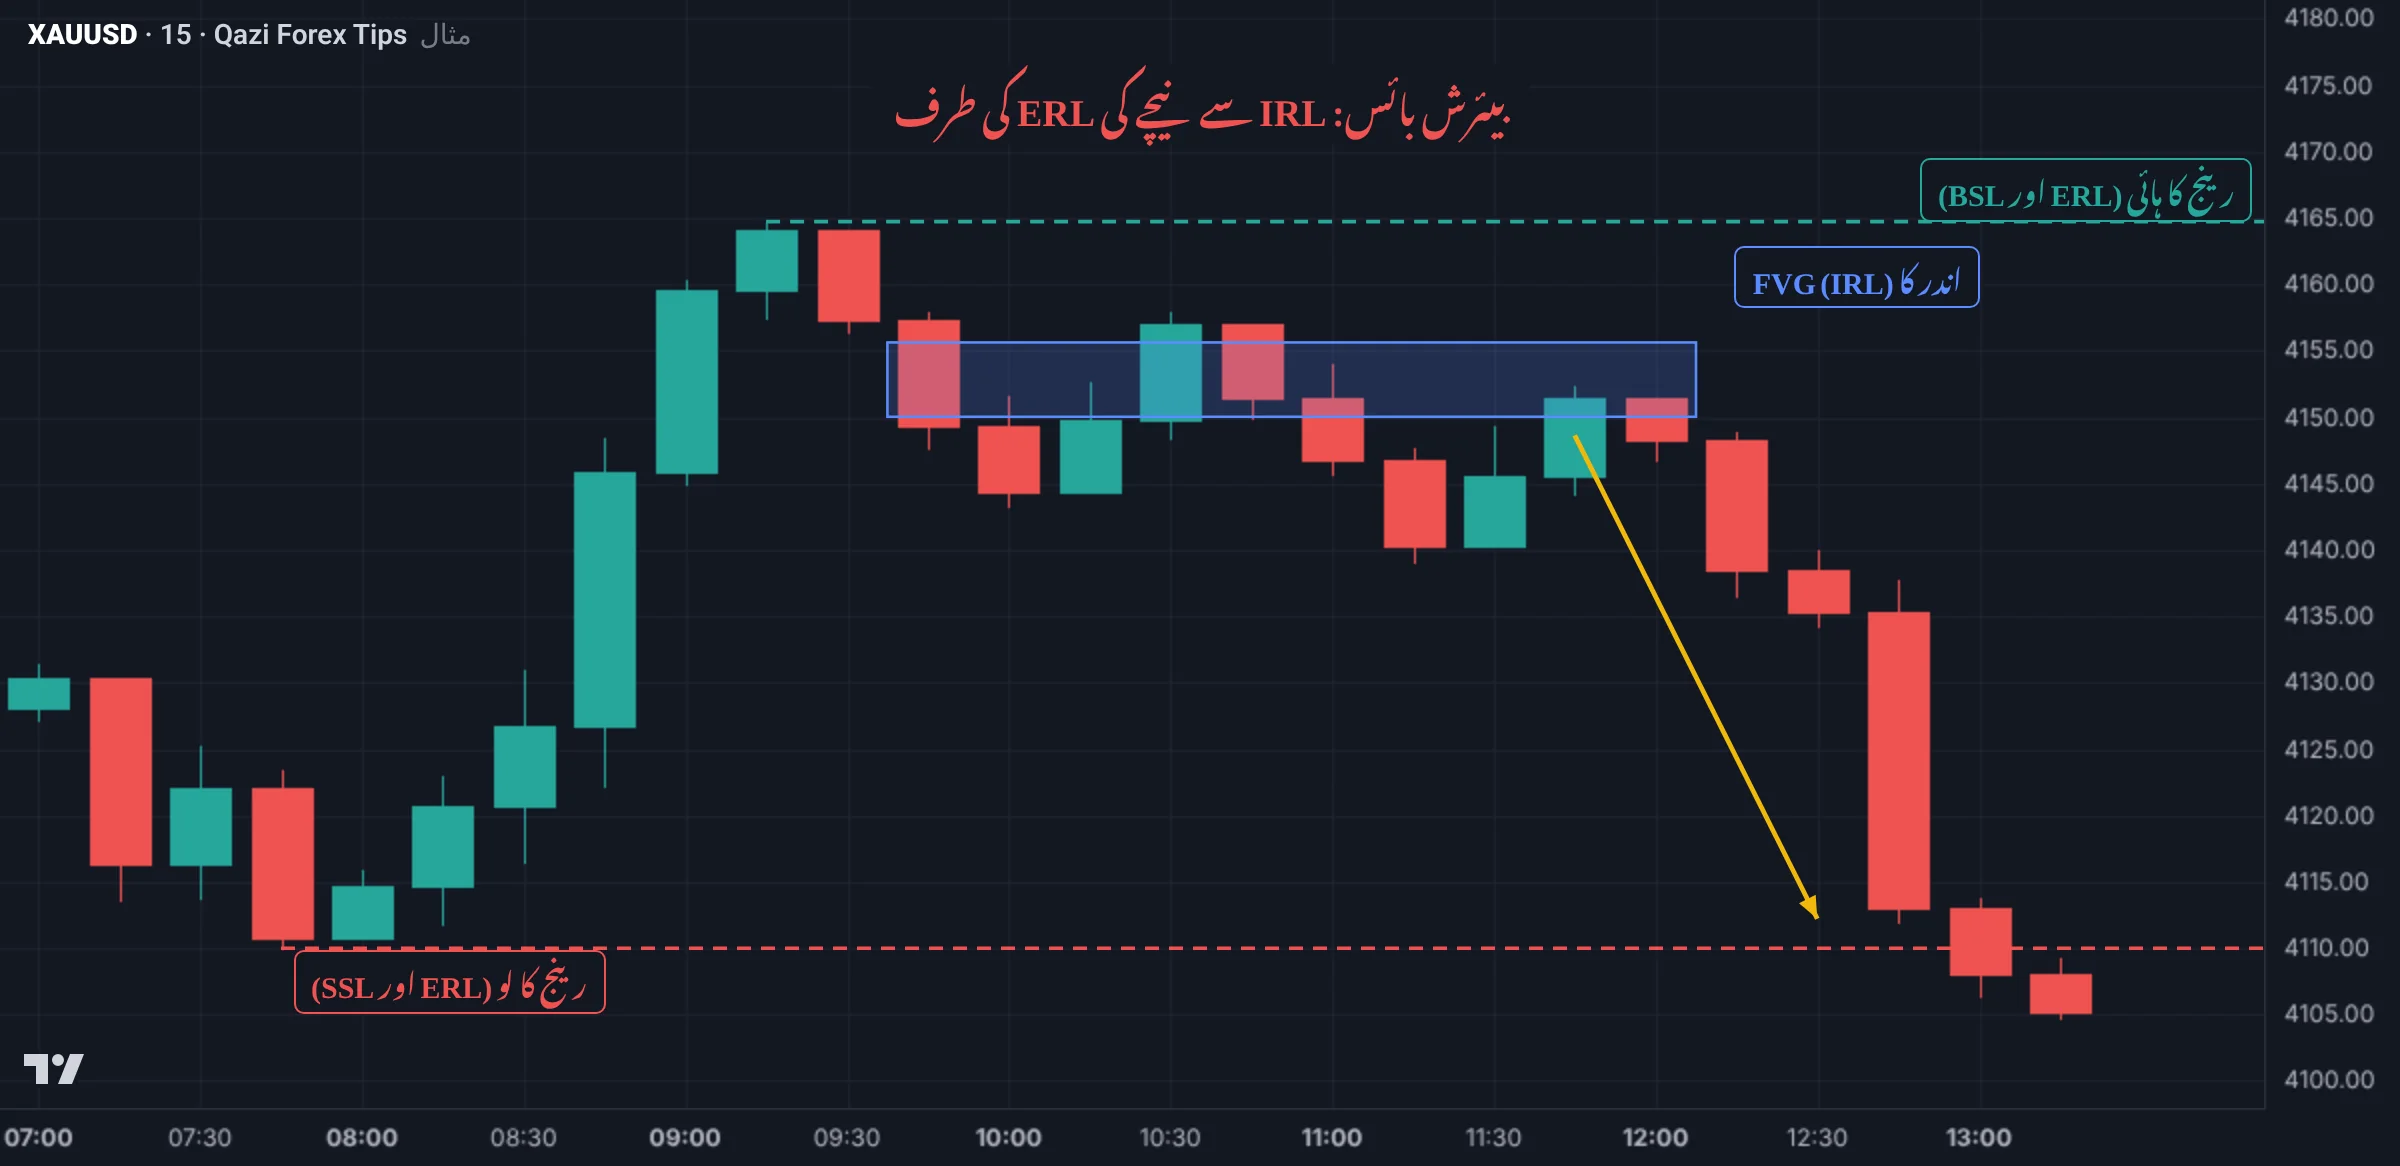 XAUUSD · 15 · Qazi Forex Tips مثال
بیئرش بائس: IRL سے نیچے کی ERL کی طرف
رینج کا ہائی (ERL اور BSL)
اندر کا FVG (IRL)
رینج کا لو (ERL اور SSL)
4180.00
4175.00
4170.00
4165.00
4160.00
4155.00
4150.00
4145.00
4140.00
4135.00
4130.00
4125.00
4120.00
4115.00
4110.00
4105.00
4100.00
07:00 07:30 08:00 08:30 09:00 09:30 10:00 10:30 11:00 11:30 12:00 12:30 13:00